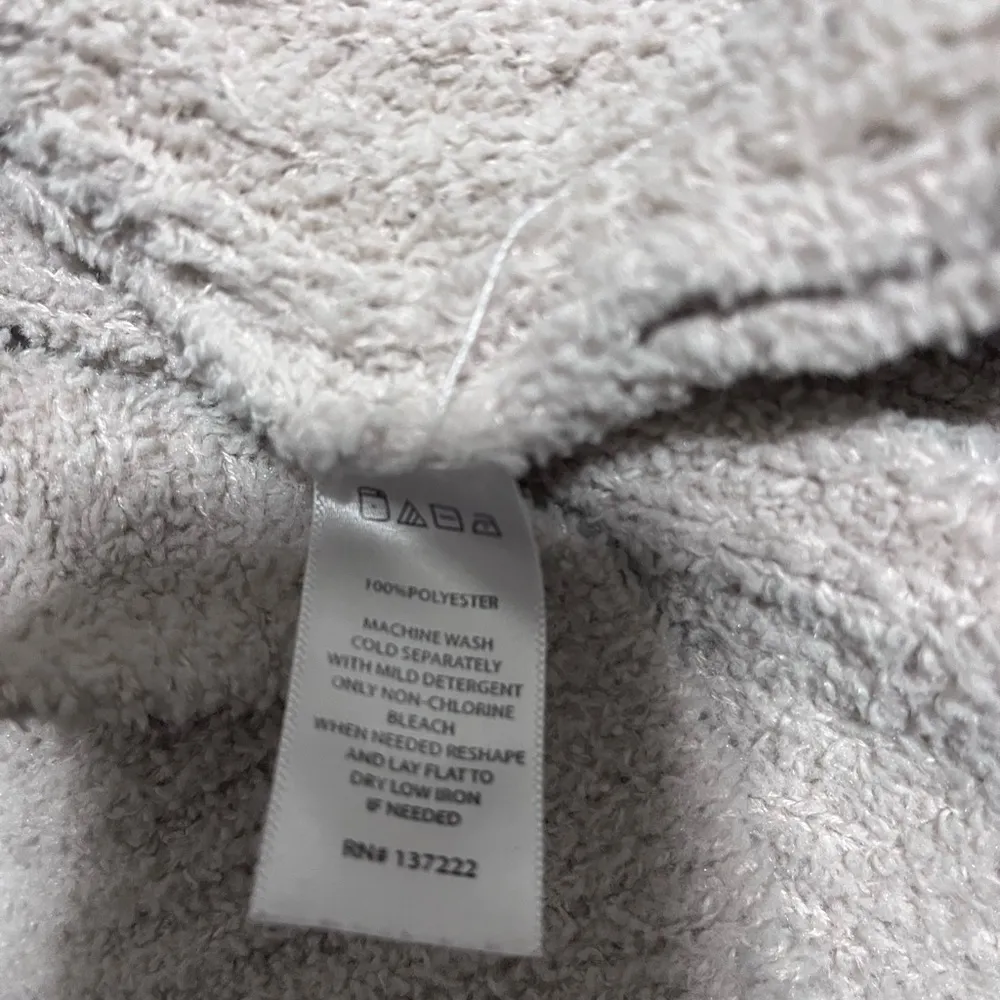 100%POLYESTER
MACHINE WASH
COLD SEPARATELY
WITH MILD DETERGENT
ONLY NON-CHLORINE
BLEACH
WHEN NEEDED RESHAPE
AND LAY FLAT TO
DRY LOW IRON
IF NEEDED
RN# 137222